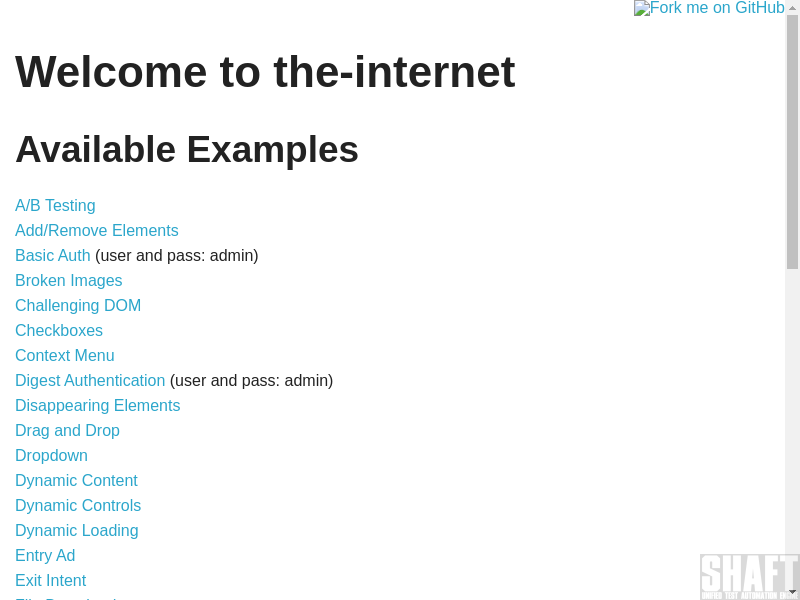 Fork me on GitHub
Welcome to the-internet
Available Examples
A/B Testing
Add/Remove Elements
Basic Auth (user and pass: admin)
Broken Images
Challenging DOM
Checkboxes
Context Menu
Digest Authentication (user and pass: admin)
Disappearing Elements
Drag and Drop
Dropdown
Dynamic Content
Dynamic Controls
Dynamic Loading
Entry Ad
Exit Intent
SHAFT